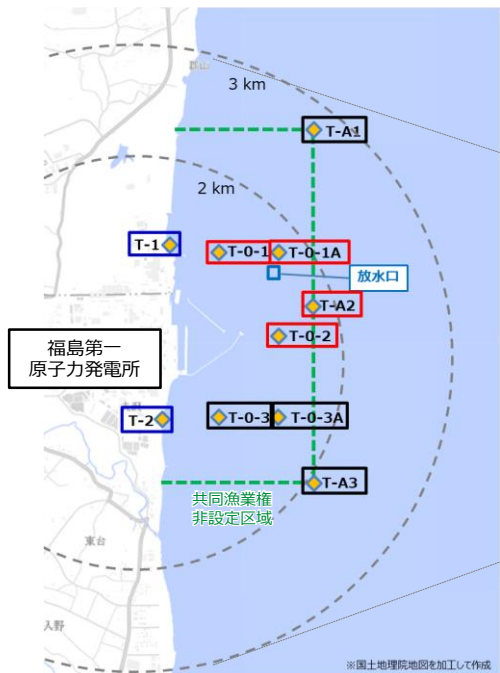 郡山
3 km
T-A1
2 km
T-1
T-0-1
T-0-1A
放水口
T-A2
福島第一
原子力発電所
T-0-2
T-2
T-0-3
T-0-3A
T-A3
共同漁業権
非設定区域
東台
入野
※国土地理院地図を加工して作成